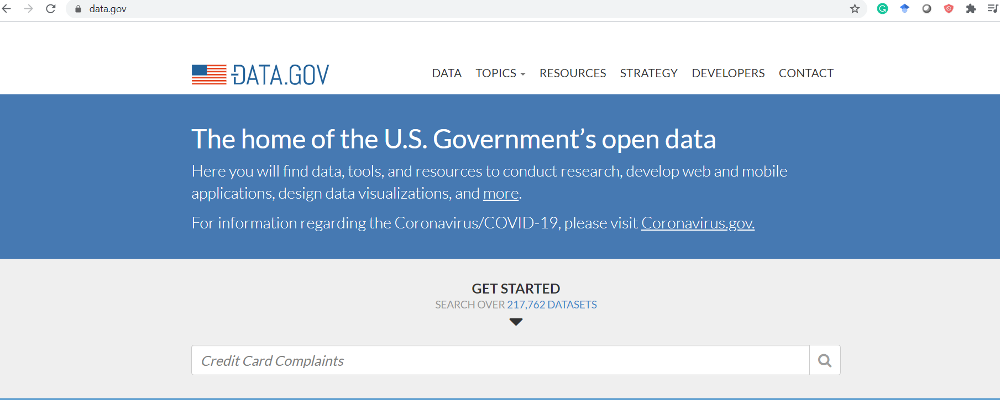 data.gov
DATA.GOV
DATA TOPICS RESOURCES STRATEGY DEVELOPERS CONTACT
The home of the U.S. Government’s open data
Here you will find data, tools, and resources to conduct research, develop web and mobile
applications, design data visualizations, and more.
For information regarding the Coronavirus/COVID-19, please visit Coronavirus.gov.
GET STARTED
SEARCH OVER 217,762 DATASETS
Credit Card Complaints